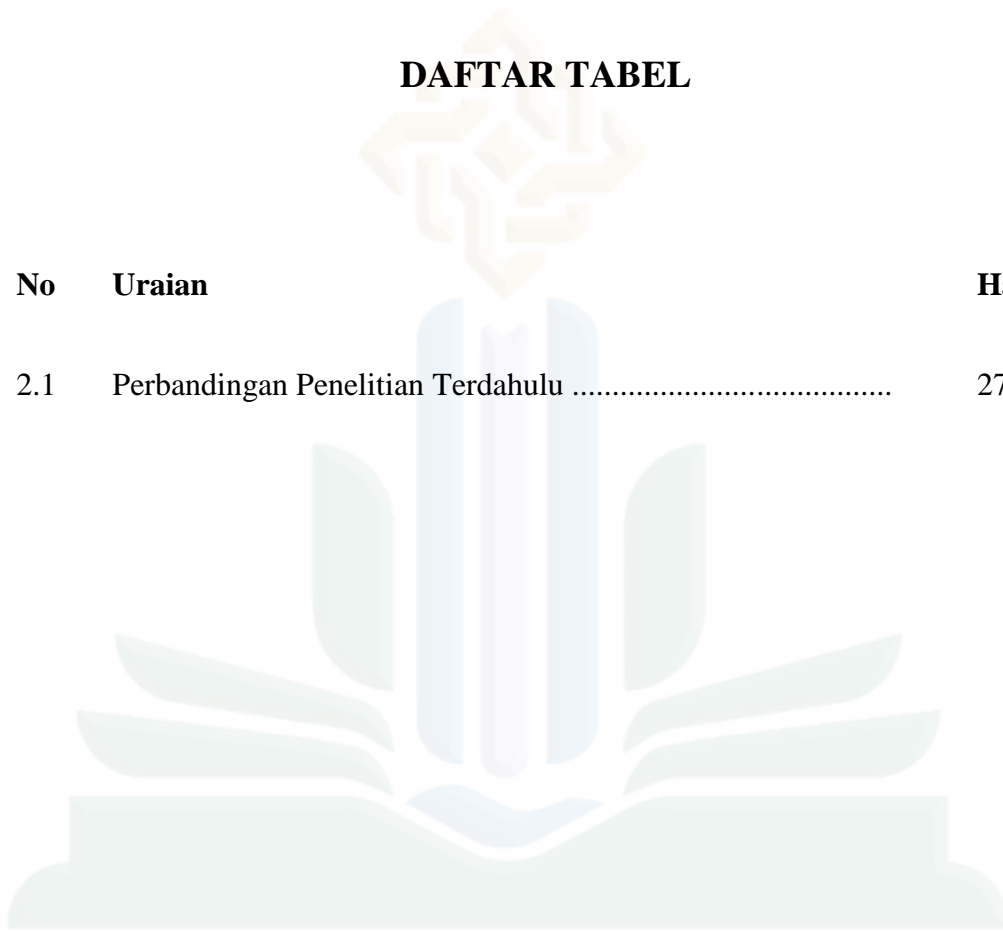 DAFTAR TABEL
No Uraian
2.1 Perbandingan Penelitian Terdahulu ........................................ 27